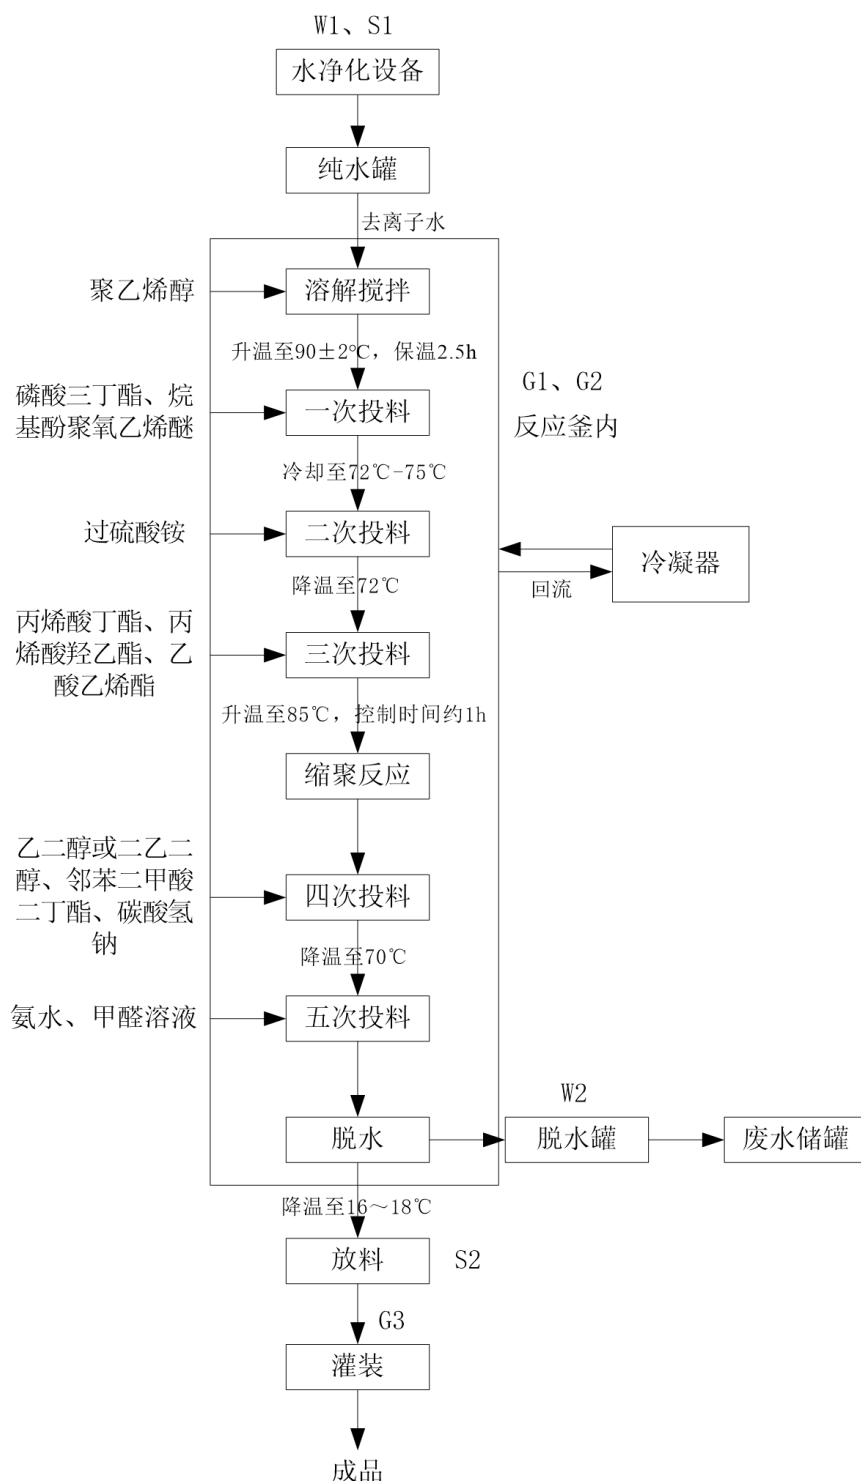 W1、S1
水净化设备
纯水罐
去离子水
聚乙烯醇
溶解搅拌
升温至90±2℃，保温2.5h
磷酸三丁酯、烷
基酚聚氧乙烯醚
一次投料
G1、G2
反应釜内
冷却至72℃-75℃
过硫酸铵
二次投料
冷凝器
回流
降温至72℃
丙烯酸丁酯、丙
烯酸羟乙酯、乙
酸乙烯酯
三次投料
升温至85℃，控制时间约1h
缩聚反应
乙二醇或二乙二
醇、邻苯二甲酸
二丁酯、碳酸氢
钠
四次投料
降温至70℃
氨水、甲醛溶液
五次投料
W2
脱水
脱水罐
废水储罐
降温至16～18℃
放料
S2
G3
灌装
成品